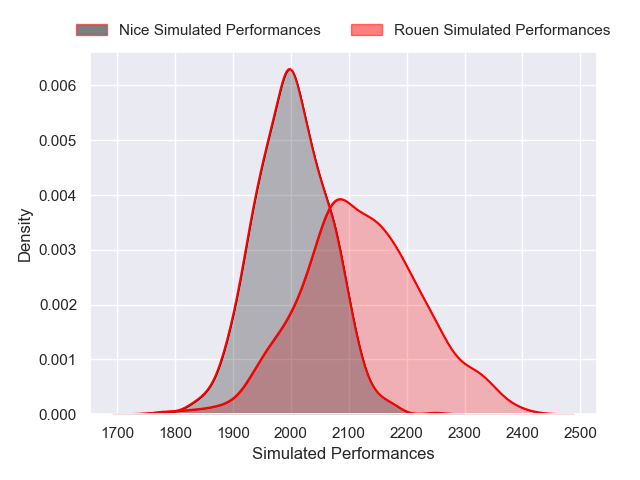 Nice Simulated Performances Rouen Simulated Performances
0.006
0.005
0.004
0.003
0.002
0.001
0.000
Density
1700 1800 1900 2000 2100 2200 2300 2400 2500
Simulated Performances